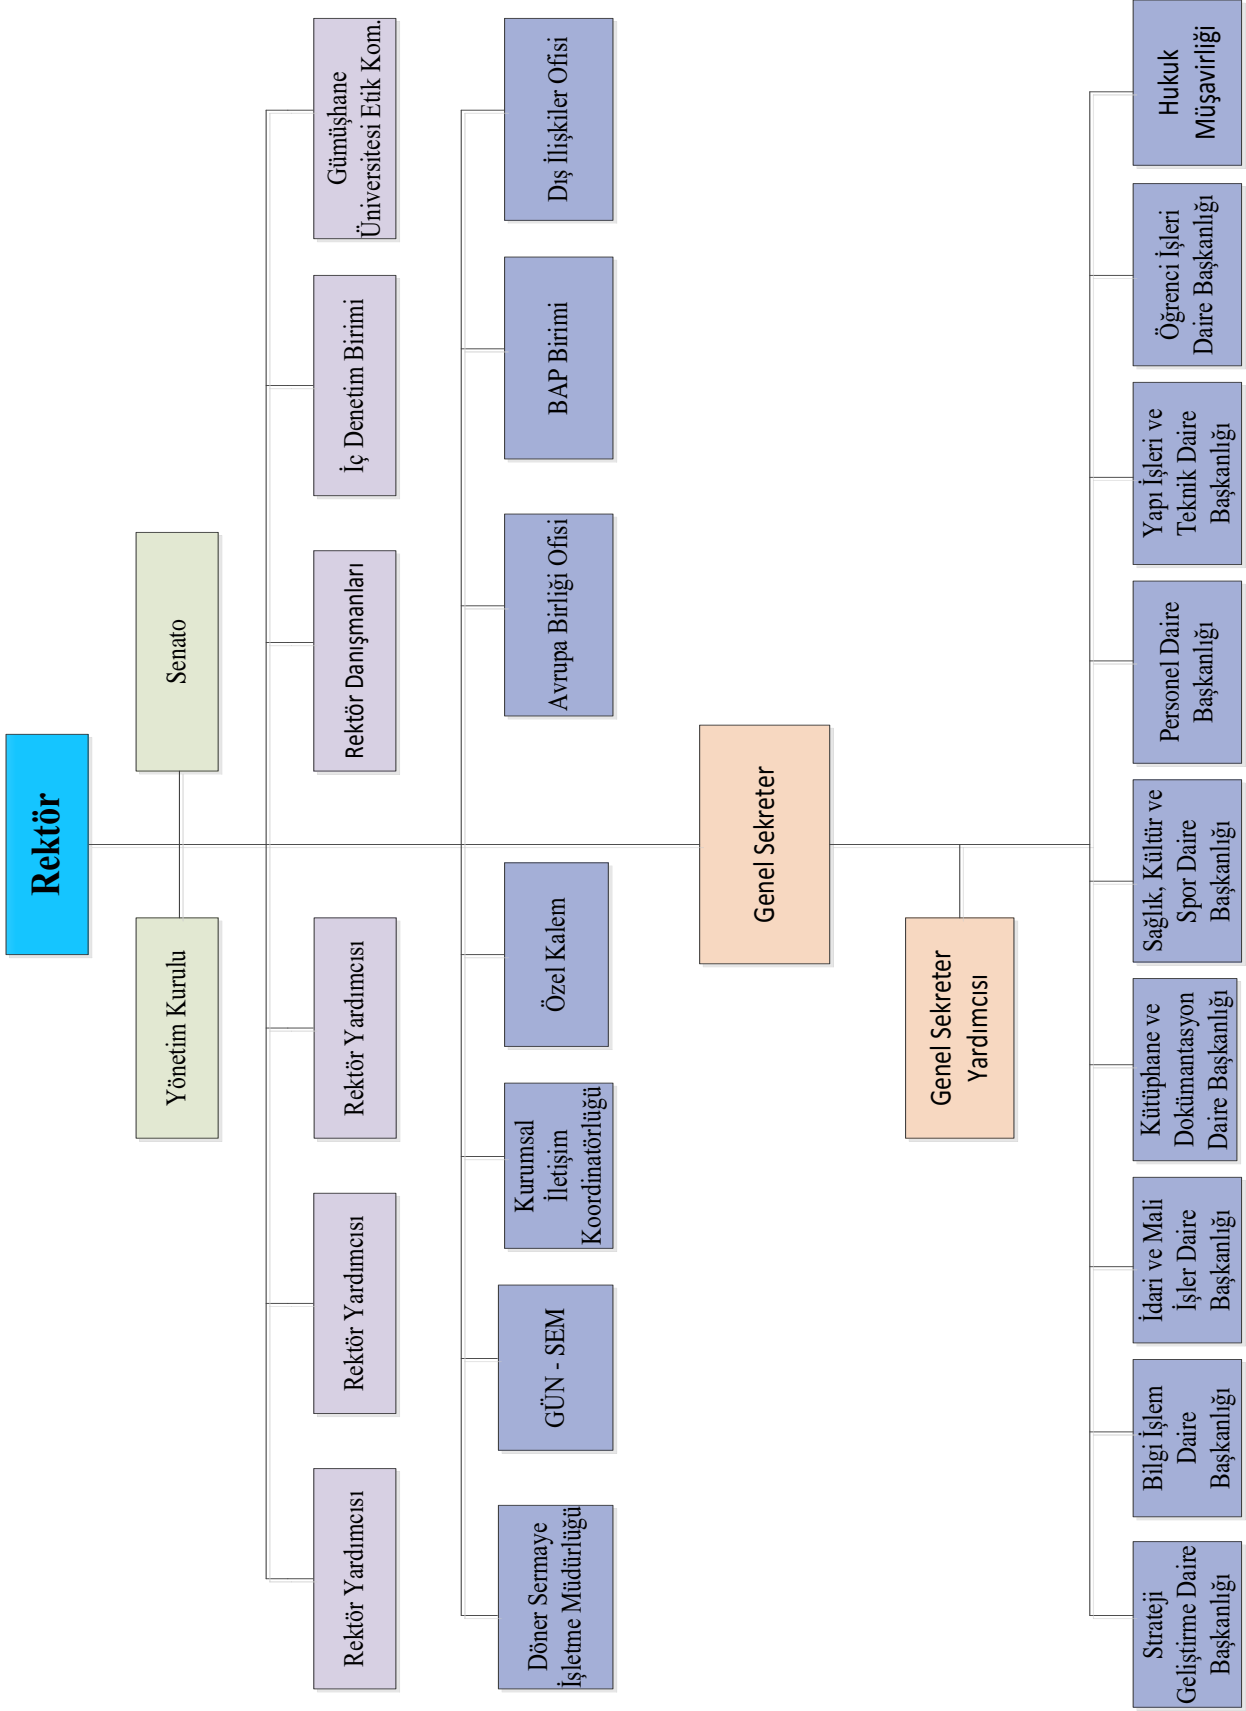 Rektör
Yönetim Kurulu
Senato
Rektör Yardımcısı
Rektör Yardımcısı
Rektör Yardımcısı
Rektör Danışmanları
İç Denetim Birimi
Gümüşhane
Üniversitesi Etik Kom.
Döner Sermaye
İşletme Müdürlüğü
GÜN - SEM
Kurumsal
İletişim
Koordinatörlüğü
Özel Kalem
Avrupa Birliği Ofisi
BAP Birimi
Dış İlişkiler Ofisi
Genel Sekreter
Genel Sekreter
Yardımcısı
Strateji
Geliştirme Daire
Başkanlığı
Bilgi İşlem
Daire
Başkanlığı
İdari ve Mali
İşler Daire
Başkanlığı
Kütüphane ve
Dokümantasyon
Daire Başkanlığı
Sağlık, Kültür ve
Spor Daire
Başkanlığı
Personel Daire
Başkanlığı
Yapı İşleri ve
Teknik Daire
Başkanlığı
Öğrenci İşleri
Daire Başkanlığı
Hukuk
Müşavirliği